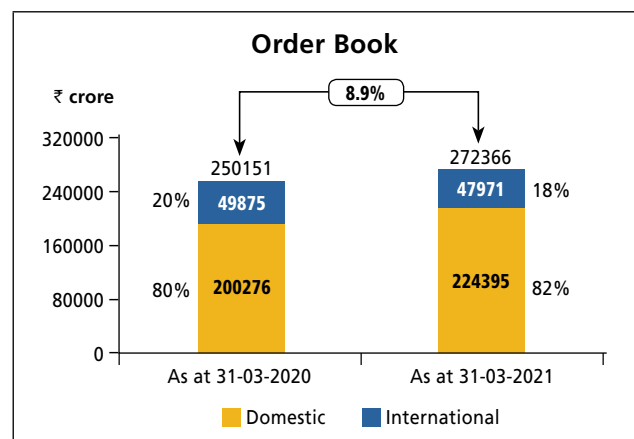 Order Book
₹ crore
8.9%
320000
240000
160000
80000
0
250151
272366
20%
49875
47971
18%
80%
200276
224395
82%
As at 31-03-2020
As at 31-03-2021
Domestic
International